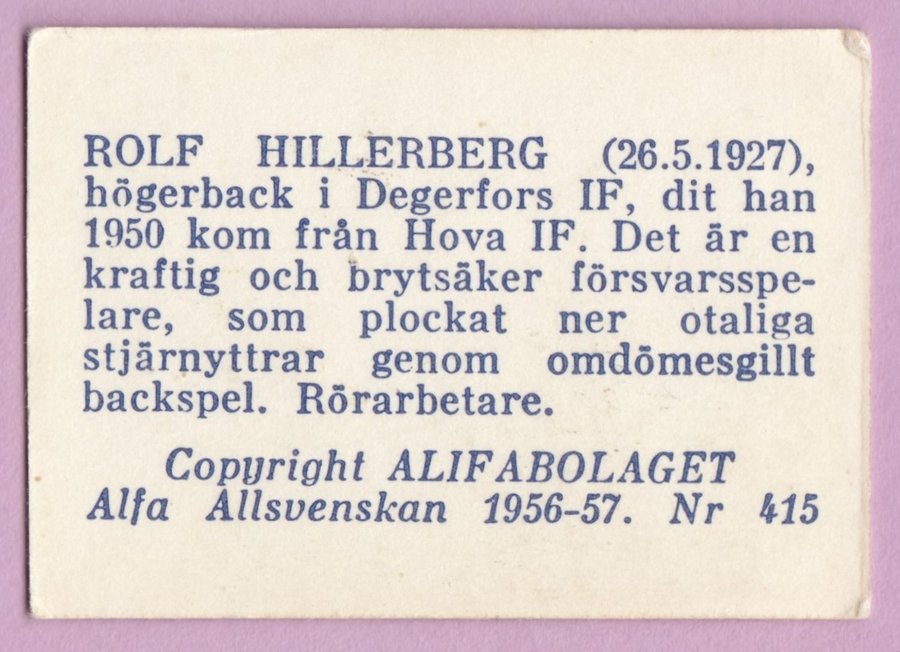 ROLF HILLERBERG (26.5.1927),
högerback i Degerfors IF, dit han
1950 kom från Hova IF. Det är en
kraftig och brytsäker försvarsspe-
lare, som plockat ner otaliga
stjärnyttrar genom omdömesgillt
backspel. Rörarbetare.
Copyright ALIFABOLAGET
Alfa Allsvenskan 1956-57. Nr 415